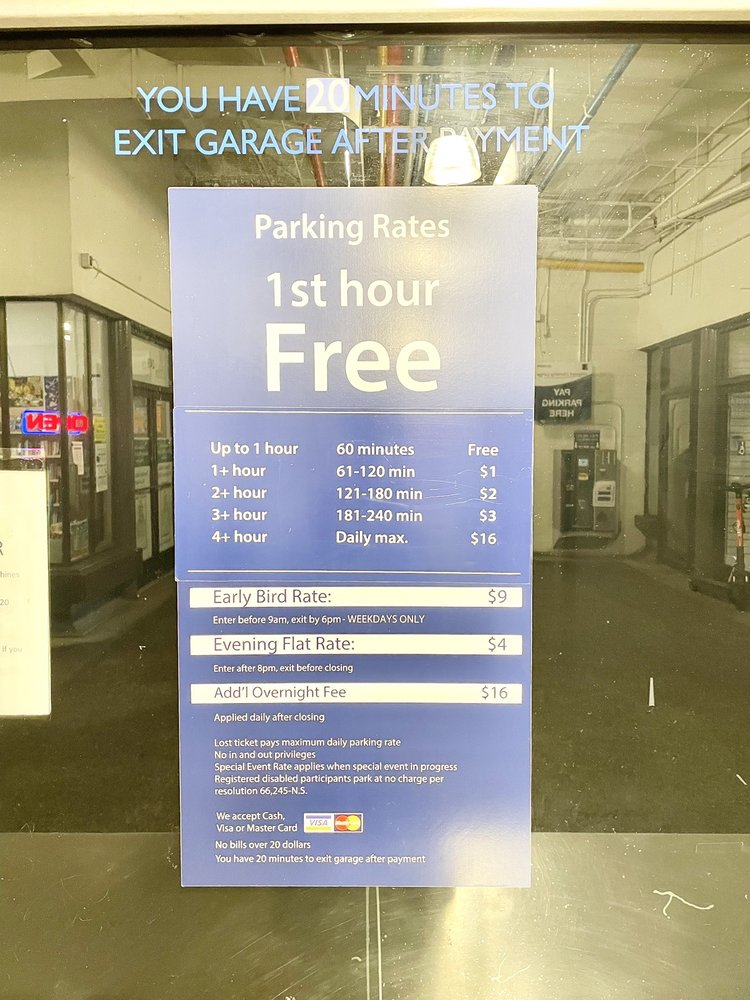 YOU HAVE 20 MINUTES TO
EXIT GARAGE AFTER PAYMENT
Parking Rates
1st hour
Free
Up to 1 hour 60 minutes Free
1+ hour 61-120 min $1
2+ hour 121-180 min $2
3+ hour 181-240 min $3
4+ hour Daily max. $16
Early Bird Rate: $9
Enter before 9am, exit by 6pm - WEEKDAYS ONLY
Evening Flat Rate: $4
Enter after 8pm, exit before closing
Add'l Overnight Fee $16
Applied daily after closing
Lost ticket pays maximum daily parking rate
No in and out privileges
Special Event Rate applies when special event in progress
Registered disabled participants park at no charge per
resolution 66,245-N.S.
We accept Cash,
Visa or Master Card VISA MasterCard
No bills over 20 dollars
You have 20 minutes to exit garage after payment
OPEN
PAY
PARKING
HERE
R
hines
20
If you